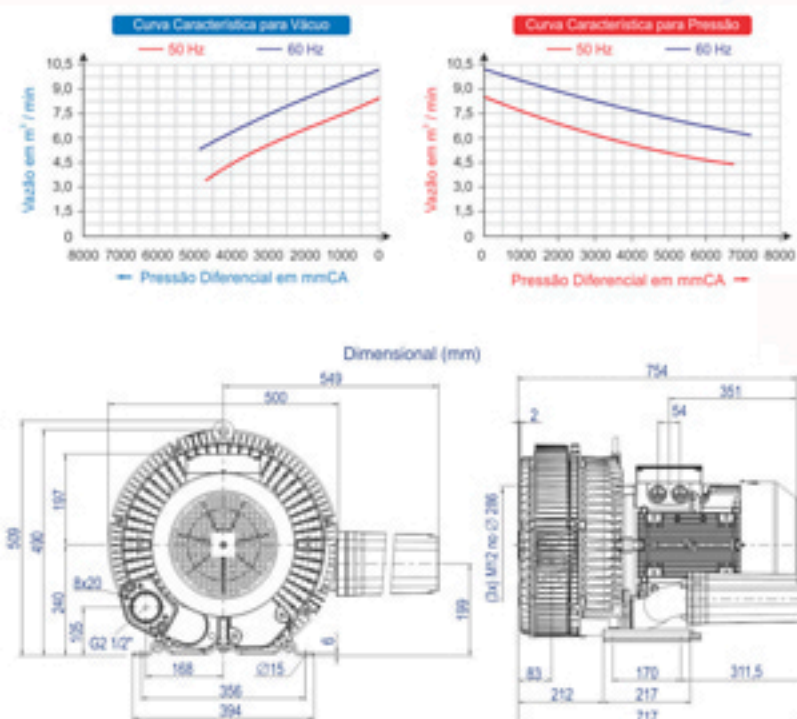 Curva Característica para Vácuo
50 Hz 60 Hz
Vazão em m³ / min
10,5
9,0
7,5
6,0
4,5
3,0
1,5
0
8000 7000 6000 5000 4000 3000 2000 1000 0
← Pressão Diferencial em mmCA
Curva Característica para Pressão
50 Hz 60 Hz
Vazão em m³ / min
10,5
9,0
7,5
6,0
4,5
3,0
1,5
0
0 1000 2000 3000 4000 5000 6000 7000 8000
Pressão Diferencial em mmCA →
Dimensional (mm)
549
500
509
490
197
240
105
8x20
G2 1/2"
168
Ø15
6
199
356
394
754
351
2
54
(3x) M12 no Ø 286
83
170
311,5
212
217
217